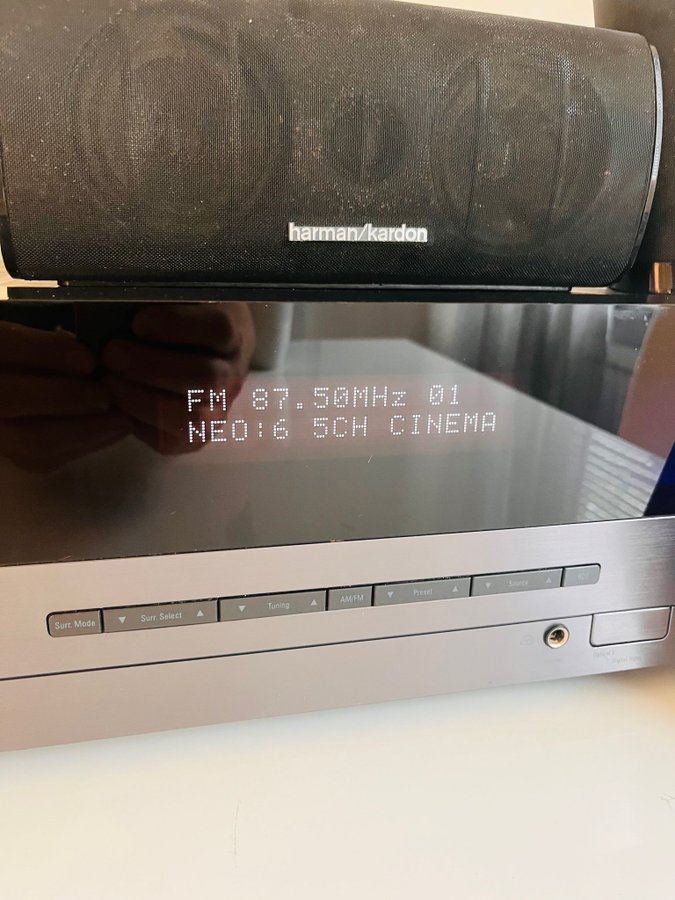 harman/kardon
FM 87.50MHz 01
NEO:6 5CH CINEMA
Surr. Mode ▼ Surr. Select ▲ ▼ Tuning ▲ AM/FM ▼ Preset ▲ ▼ Source ▲ RDS